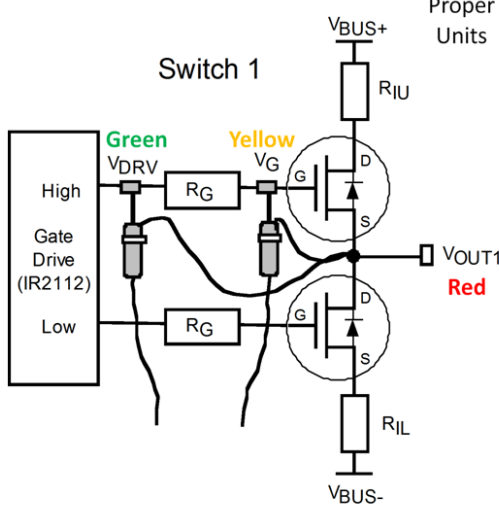 Proper
Units
VBUS+
Switch 1
RIU
Green
Yellow
VDRV
VG
D
High
RG
G
S
Gate
Drive
(IR2112)
VOUT1
Red
D
Low
RG
G
S
RIL
VBUS-